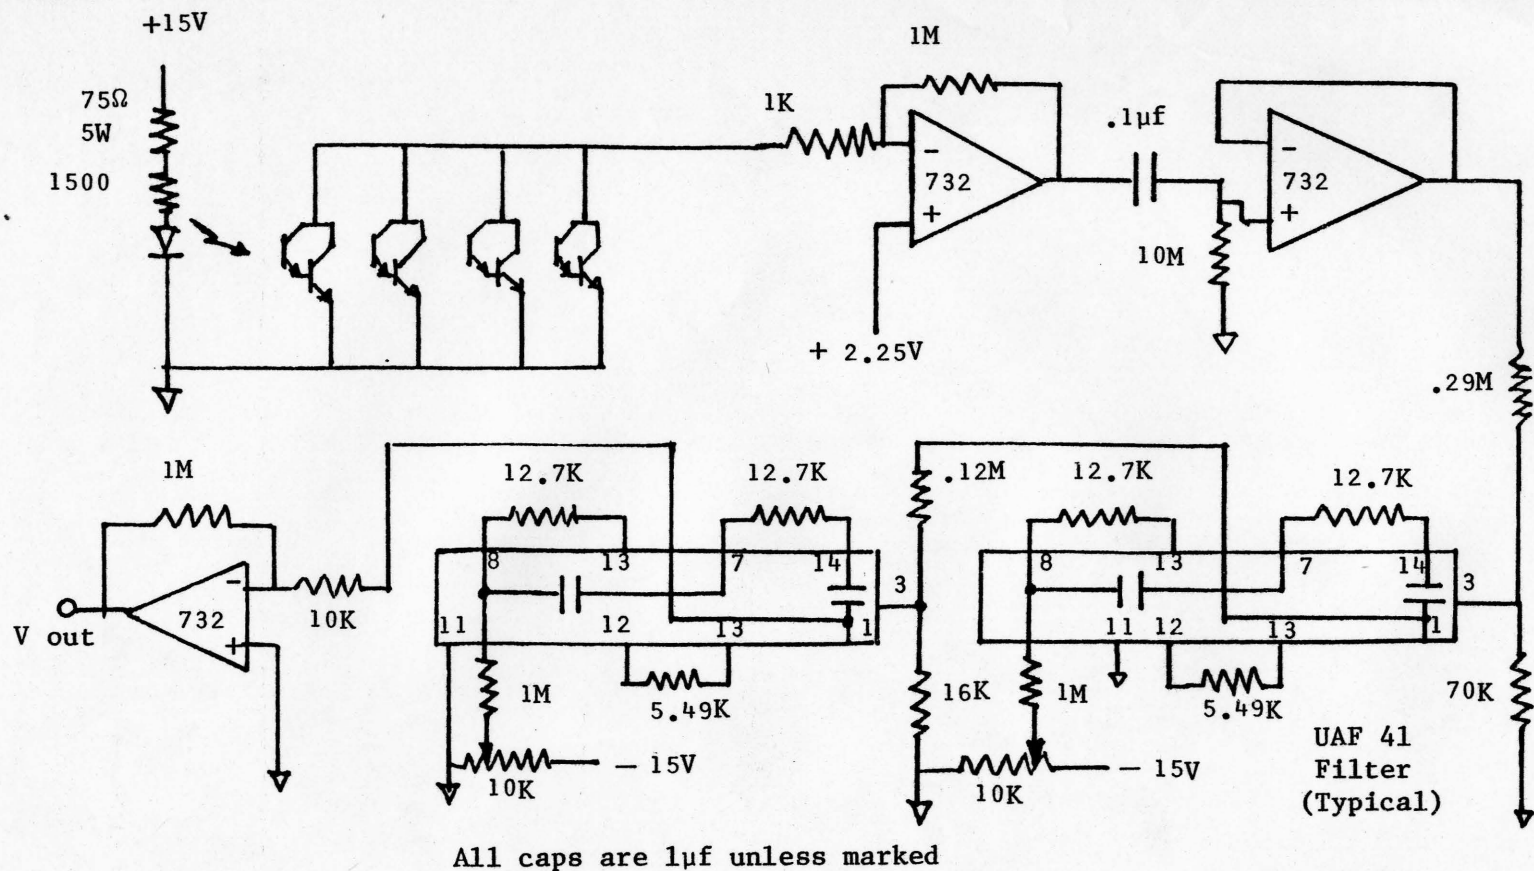 +15V
75Ω
5W
1500
1K
1M
-
732
+
+ 2.25V
.1µf
10M
-
732
+
.29M
1M
-
732
+
V out
10K
12.7K
12.7K
8
13
7
14
3
11
12
13
1
1M
5.49K
10K
— 15V
.12M
16K
12.7K
12.7K
8
13
7
14
3
11
12
13
1
1M
5.49K
10K
— 15V
70K
UAF 41
Filter
(Typical)
All caps are 1µf unless marked